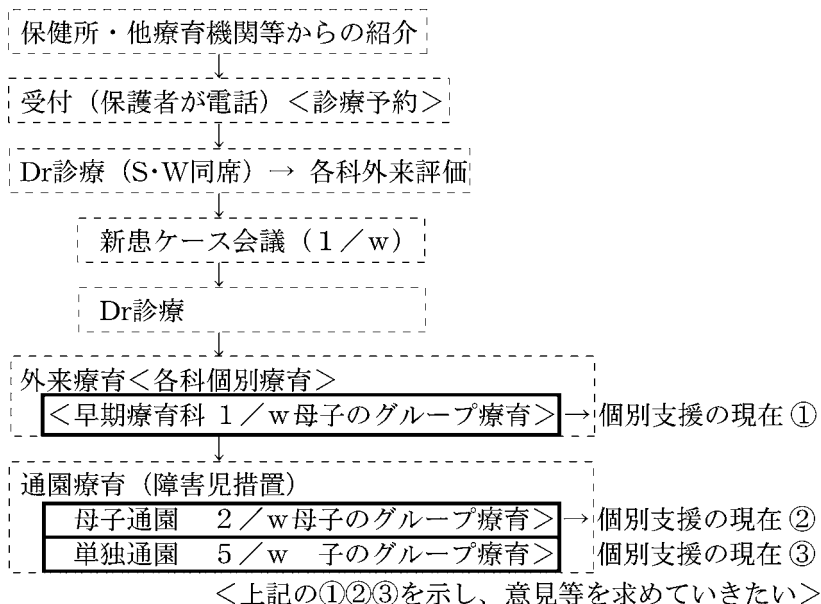 保健所・他療育機関等からの紹介
受付（保護者が電話）＜診療予約＞
Dr診療（S･W同席）→ 各科外来評価
新患ケース会議（１／w）
Dr診療
外来療育＜各科個別療育＞
＜早期療育科 １／w母子のグループ療育＞→個別支援の現在①
通園療育（障害児措置）
母子通園　２／w母子のグループ療育＞→個別支援の現在②
単独通園　５／w　子のグループ療育＞　個別支援の現在③
＜上記の①②③を示し、意見等を求めていきたい＞